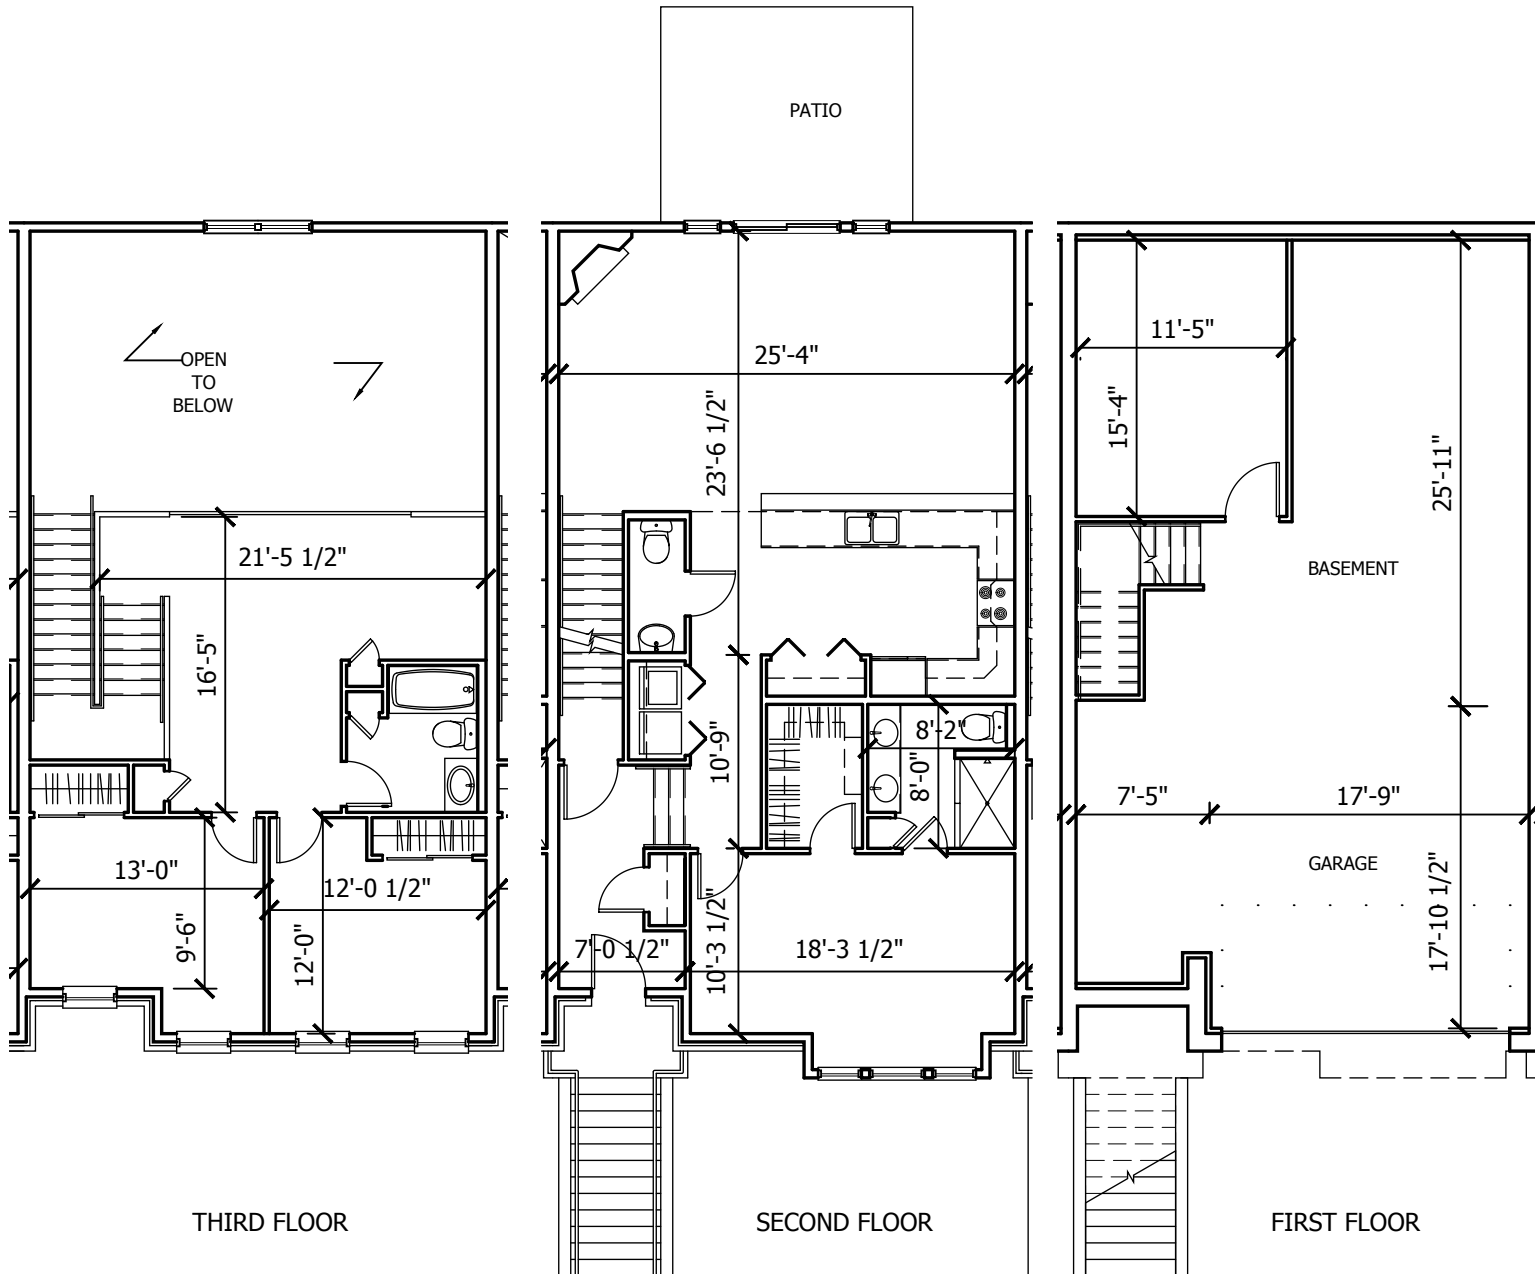 PATIO
OPEN
TO
BELOW
21'-5 1/2"
16'-5"
13'-0"
12'-0 1/2"
9'-6"
12'-0"
THIRD FLOOR
25'-4"
23'-6 1/2"
10'-9"
8'-2"
8'-0"
7'-0 1/2"
10'-3 1/2"
18'-3 1/2"
SECOND FLOOR
11'-5"
15'-4"
25'-11"
BASEMENT
7'-5"
17'-9"
GARAGE
17'-10 1/2"
FIRST FLOOR